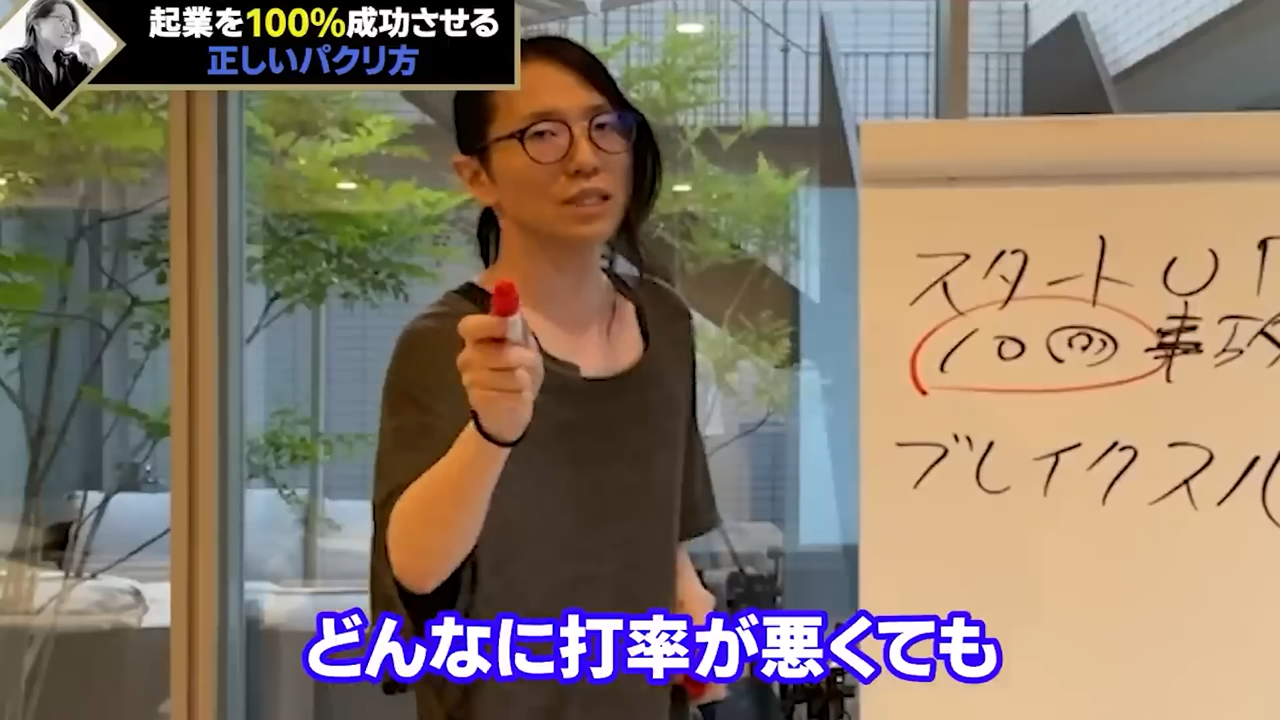 起業を100%成功させる
正しいパクリ方
スタートU
10回事
ブレイクスル
どんなに打率が悪くても